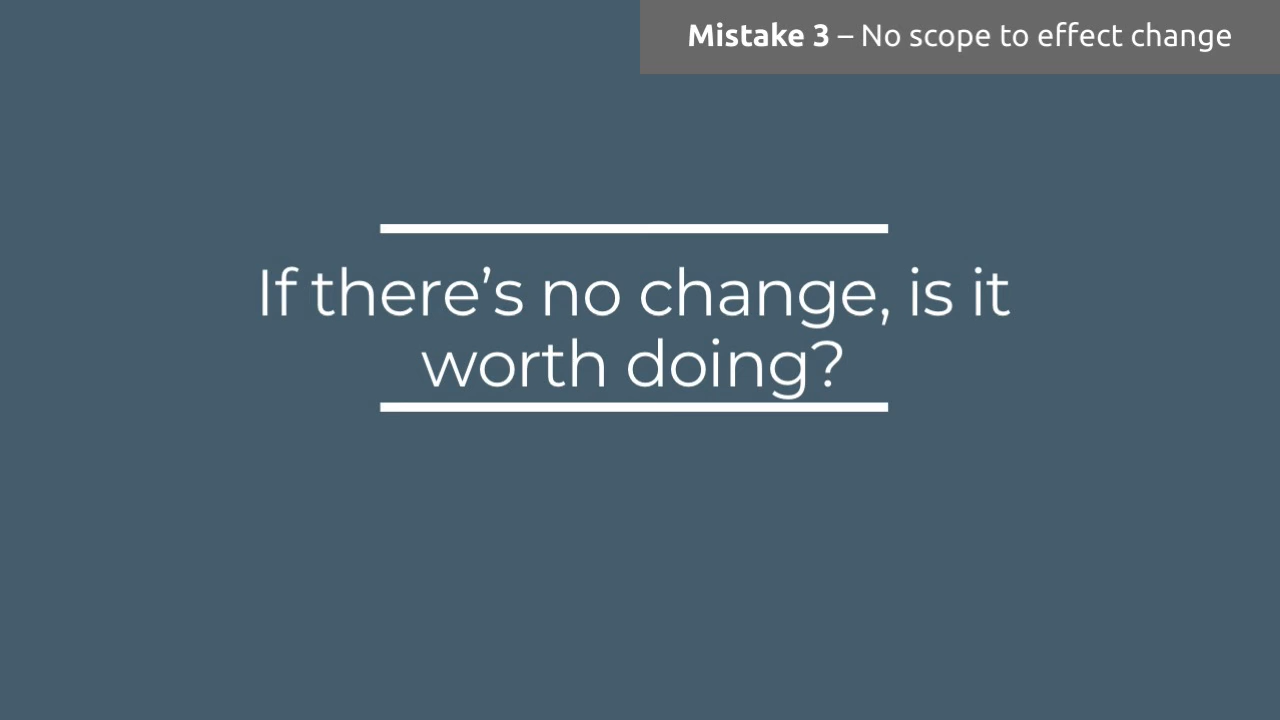 Mistake 3 – No scope to effect change
If there’s no change, is it
worth doing?